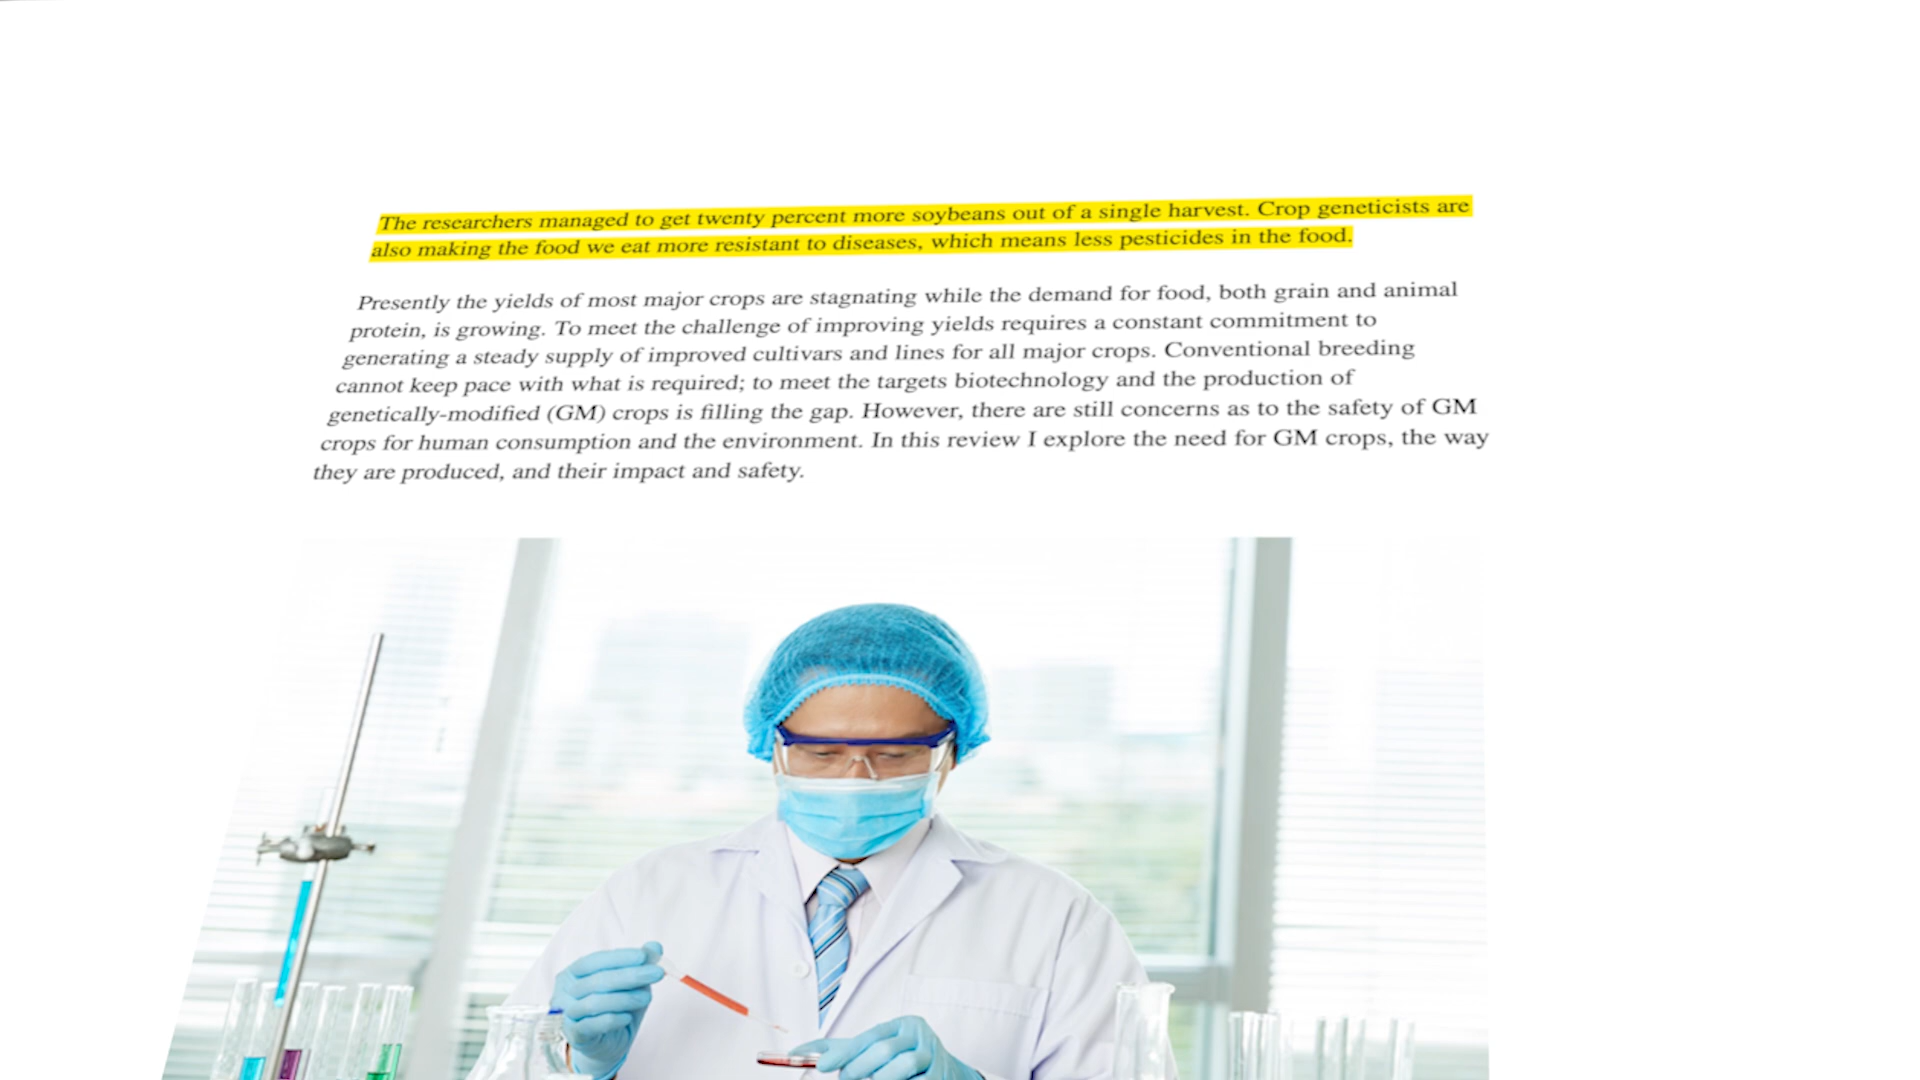 The researchers managed to get twenty percent more soybeans out of a single harvest. Crop geneticists are
also making the food we eat more resistant to diseases, which means less pesticides in the food.
Presently the yields of most major crops are stagnating while the demand for food, both grain and animal
protein, is growing. To meet the challenge of improving yields requires a constant commitment to
generating a steady supply of improved cultivars and lines for all major crops. Conventional breeding
cannot keep pace with what is required; to meet the targets biotechnology and the production of
genetically-modified (GM) crops is filling the gap. However, there are still concerns as to the safety of GM
crops for human consumption and the environment. In this review I explore the need for GM crops, the way
they are produced, and their impact and safety.